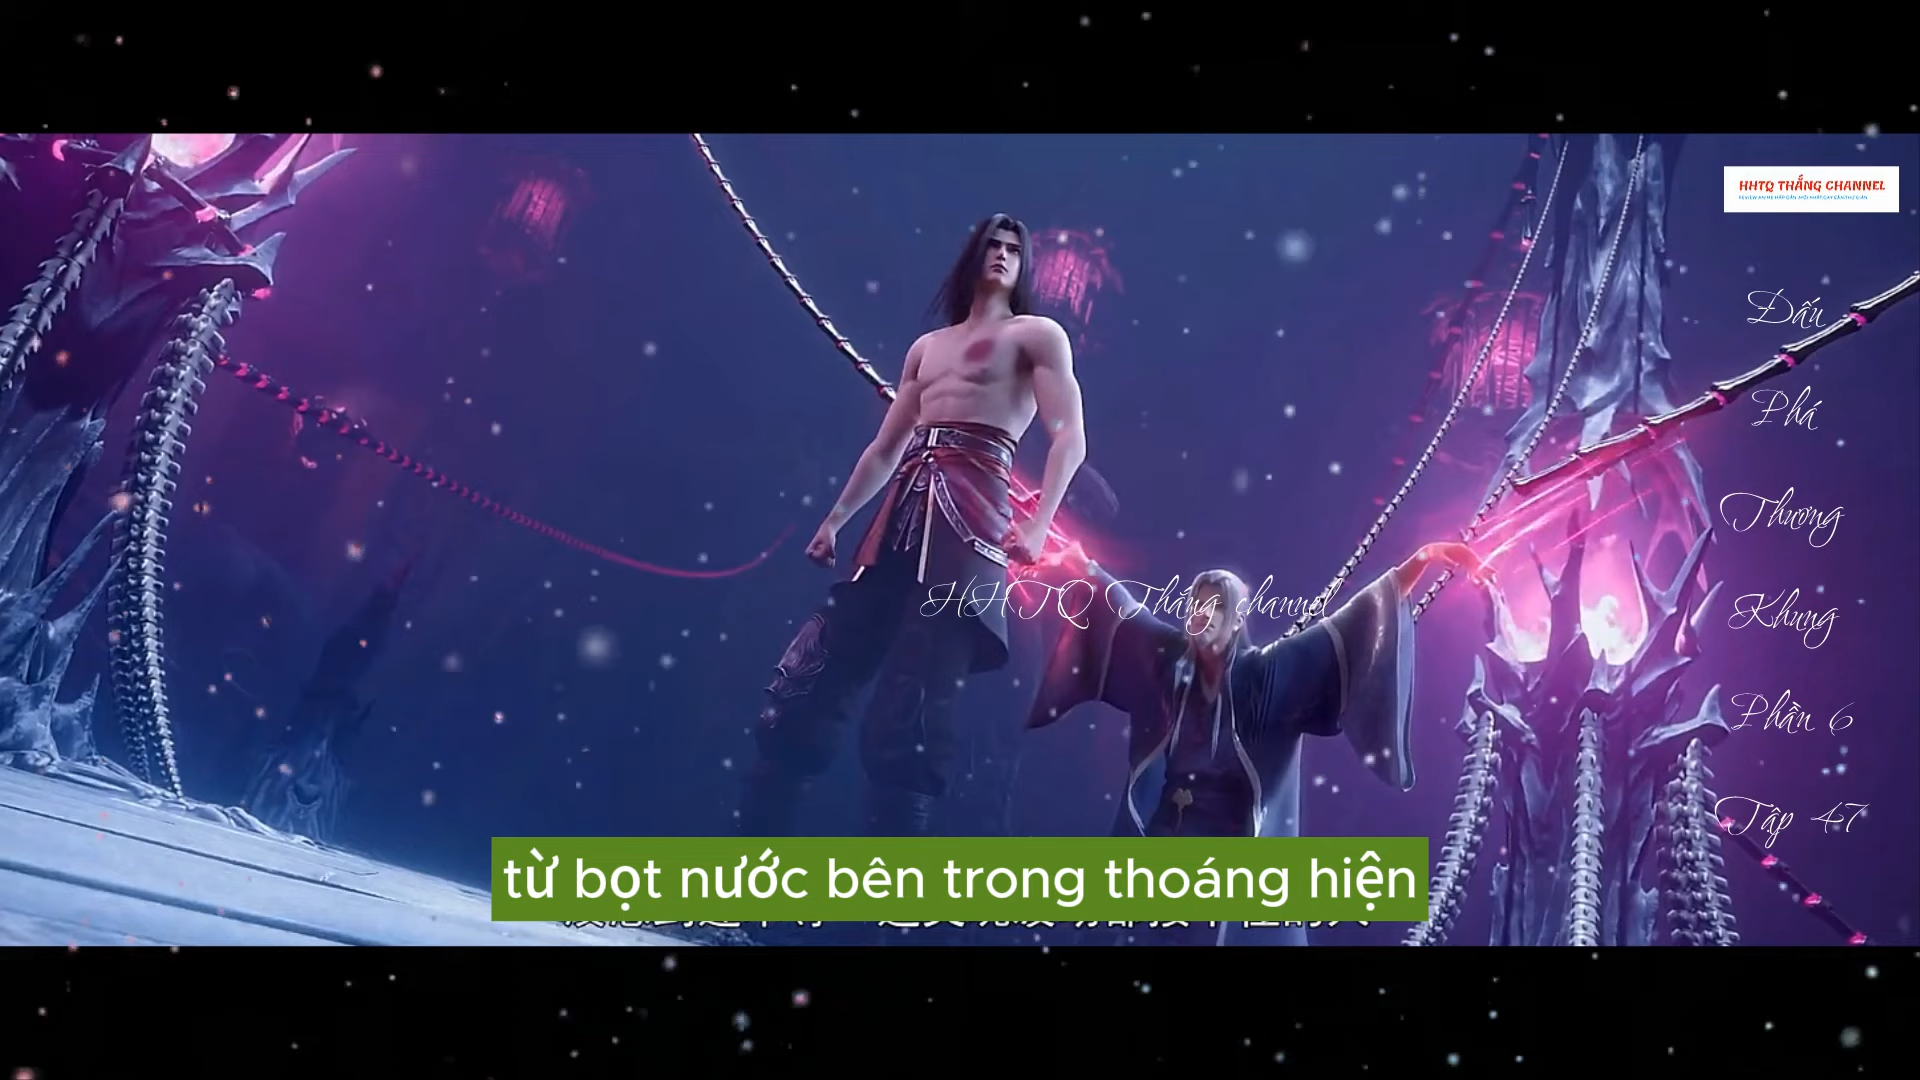 HHTQ THẮNG CHANNEL
Đấu
Phá
Thương
Khung
Phần 6
Tập 47
HHTQ Thắng channel
từ bọt nước bên trong thoáng hiện